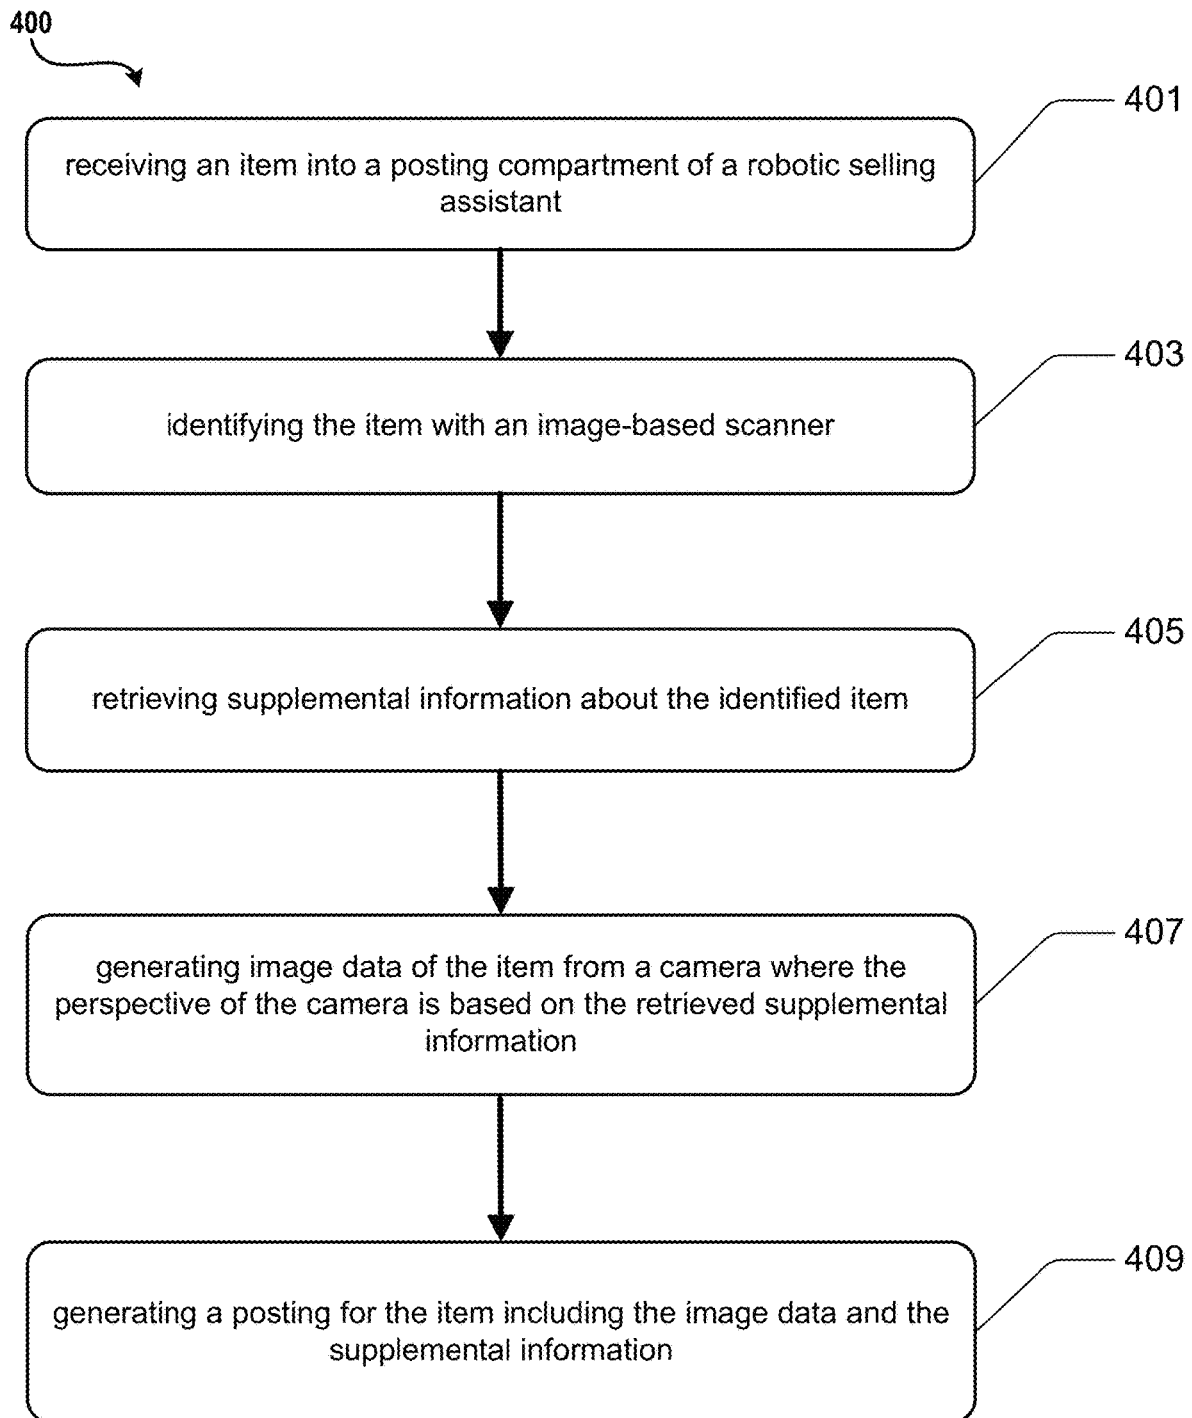 400
401
receiving an item into a posting compartment of a robotic selling
assistant
403
identifying the item with an image-based scanner
405
retrieving supplemental information about the identified item
407
generating image data of the item from a camera where the
perspective of the camera is based on the retrieved supplemental
information
409
generating a posting for the item including the image data and the
supplemental information